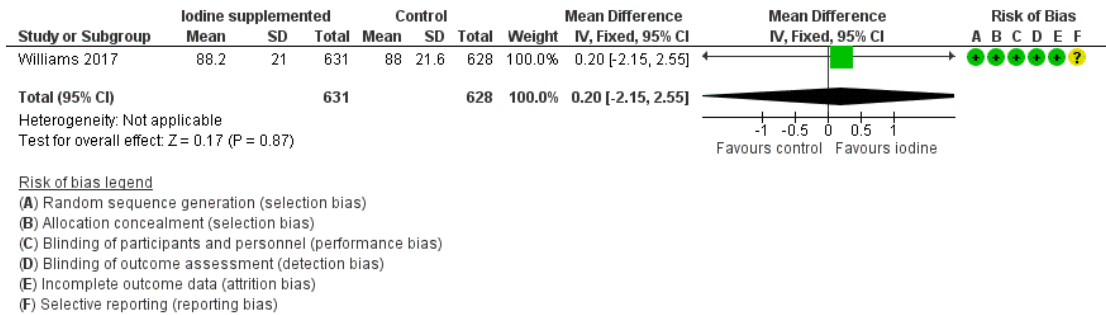 Iodine supplemented Control Mean Difference Mean Difference Risk of Bias
Study or Subgroup Mean SD Total Mean SD Total Weight IV, Fixed, 95% CI IV, Fixed, 95% CI A B C D E F
Williams 2017 88.2 21 631 88 21.6 628 100.0% 0.20 [-2.15, 2.55] + + + + + ?
Total (95% CI) 631 628 100.0% 0.20 [-2.15, 2.55]
Heterogeneity: Not applicable
Test for overall effect: Z = 0.17 (P = 0.87)
-1 -0.5 0 0.5 1
Favours control Favours iodine
Risk of bias legend
(A) Random sequence generation (selection bias)
(B) Allocation concealment (selection bias)
(C) Blinding of participants and personnel (performance bias)
(D) Blinding of outcome assessment (detection bias)
(E) Incomplete outcome data (attrition bias)
(F) Selective reporting (reporting bias)